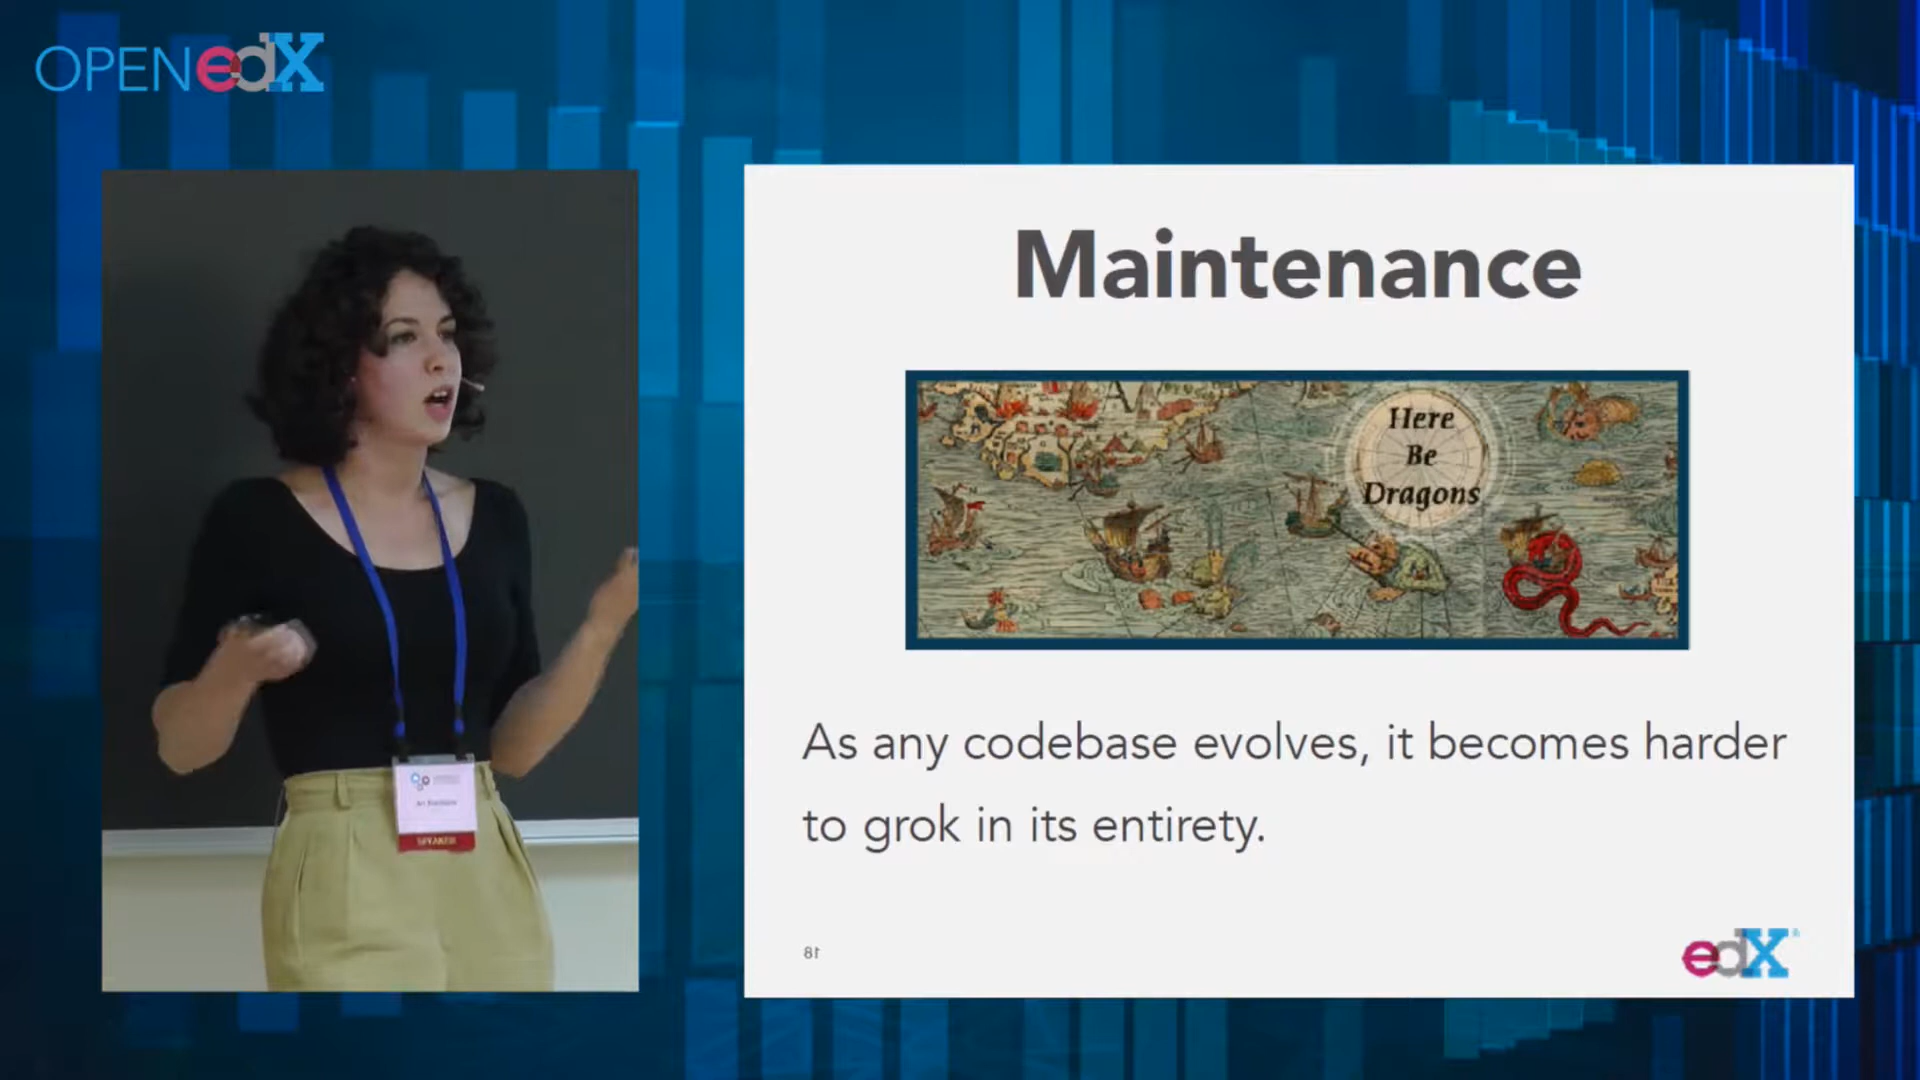 OPENedX
Maintenance
Here
Be
Dragons
As any codebase evolves, it becomes harder
to grok in its entirety.
18
edX
SPEAKER